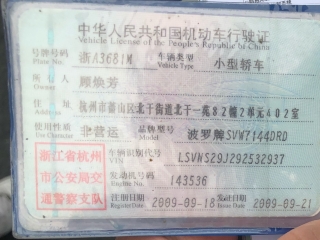 中华人民共和国机动车行驶证
Vehicle License of the People's Republic of China
号牌号码 浙A3681M 车辆类型 小型轿车
Plate No. Vehicle Type
所有人 顾焕芳
Owner
住址 杭州市萧山区北干街道北干一苑82幢2单元402室
Address
使用性质 非营运 品牌型号 波罗牌SVW7144DRD
Use Character Model
浙江省杭州 车辆识别代号 LSVNS29J292532937
VIN
市公安局交 发动机号码 143536
Engine No.
通警察支队 注册日期 2009-09-18 发证日期 2009-09-21
Register Date Issue Date